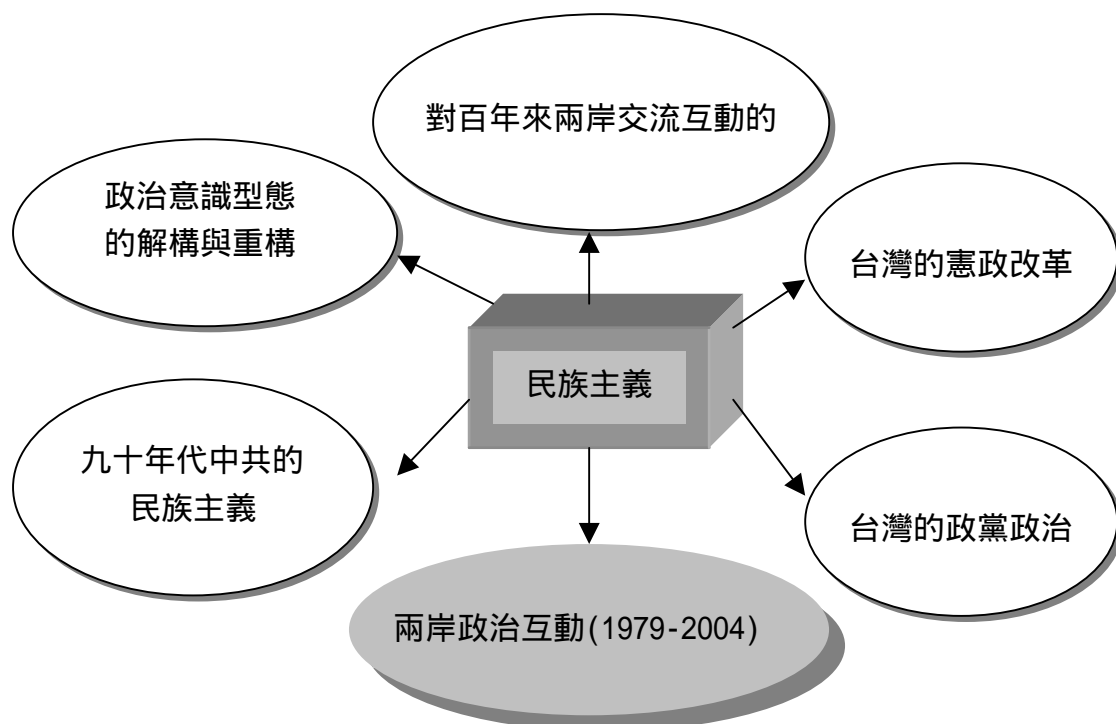 對百年來兩岸交流互動的
政治意識型態
的解構與重構
台灣的憲政改革
民族主義
九十年代中共的
民族主義
台灣的政黨政治
兩岸政治互動(1979-2004)